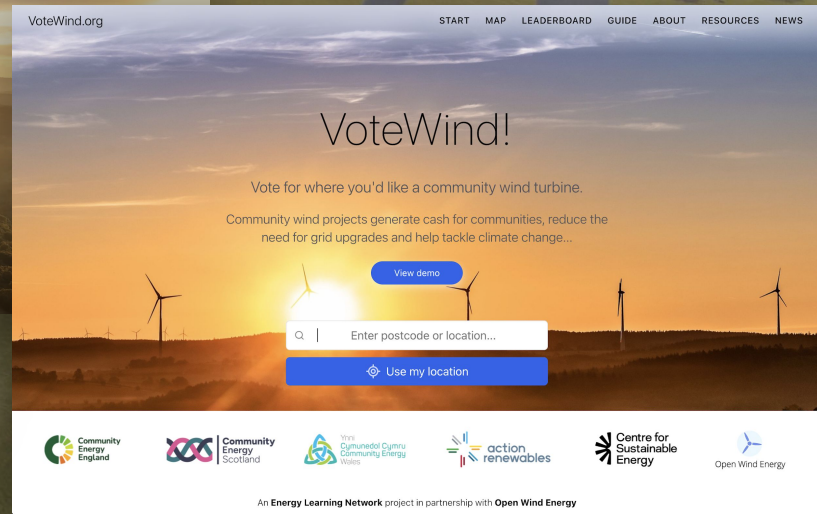 VoteWind.org
START MAP LEADERBOARD GUIDE ABOUT RESOURCES NEWS
VoteWind!
Vote for where you'd like a community wind turbine.
Community wind projects generate cash for communities, reduce the
need for grid upgrades and help tackle climate change...
View demo
Enter postcode or location...
Use my location
Community
Energy
England
Community
Energy
Scotland
Ynni
Cymunedol Cymru
Community Energy
Wales
action
renewables
Centre for
Sustainable
Energy
Open Wind Energy
An Energy Learning Network project in partnership with Open Wind Energy